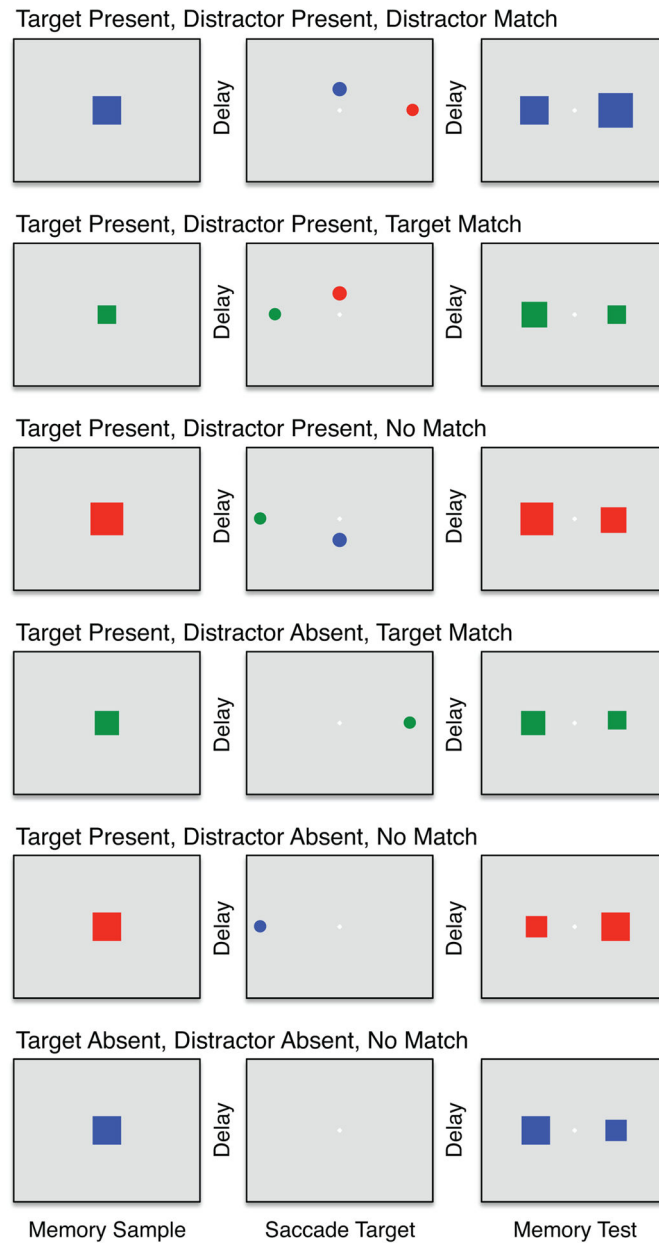 Target Present, Distractor Present, Distractor Match
Delay
Delay
Target Present, Distractor Present, Target Match
Delay
Delay
Target Present, Distractor Present, No Match
Delay
Delay
Target Present, Distractor Absent, Target Match
Delay
Delay
Target Present, Distractor Absent, No Match
Delay
Delay
Target Absent, Distractor Absent, No Match
Delay
Delay
Memory Sample
Saccade Target
Memory Test